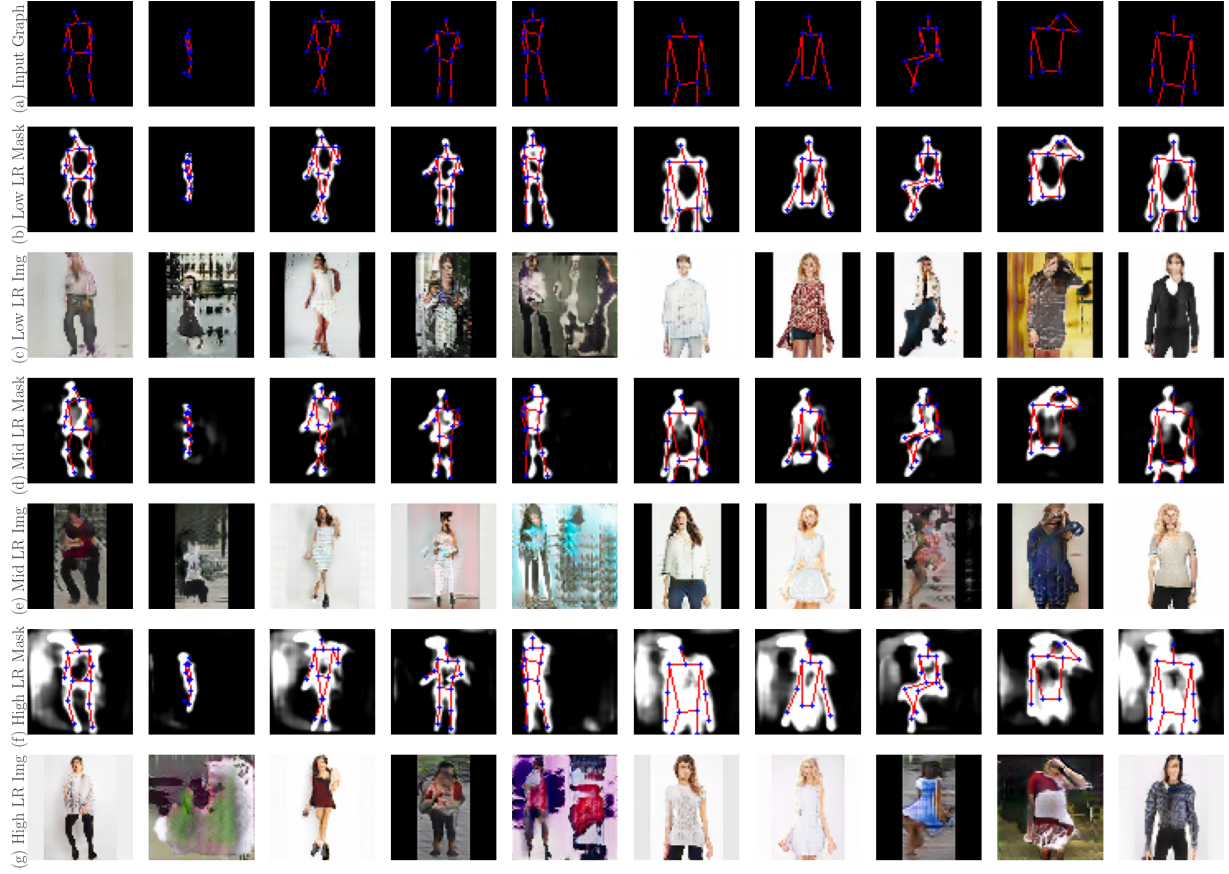 (a) Input Graph
(b) Low LR Mask
(c) Low LR Img
(d) Mid LR Mask
(e) Mid LR Img
(f) High LR Mask
(g) High LR Img